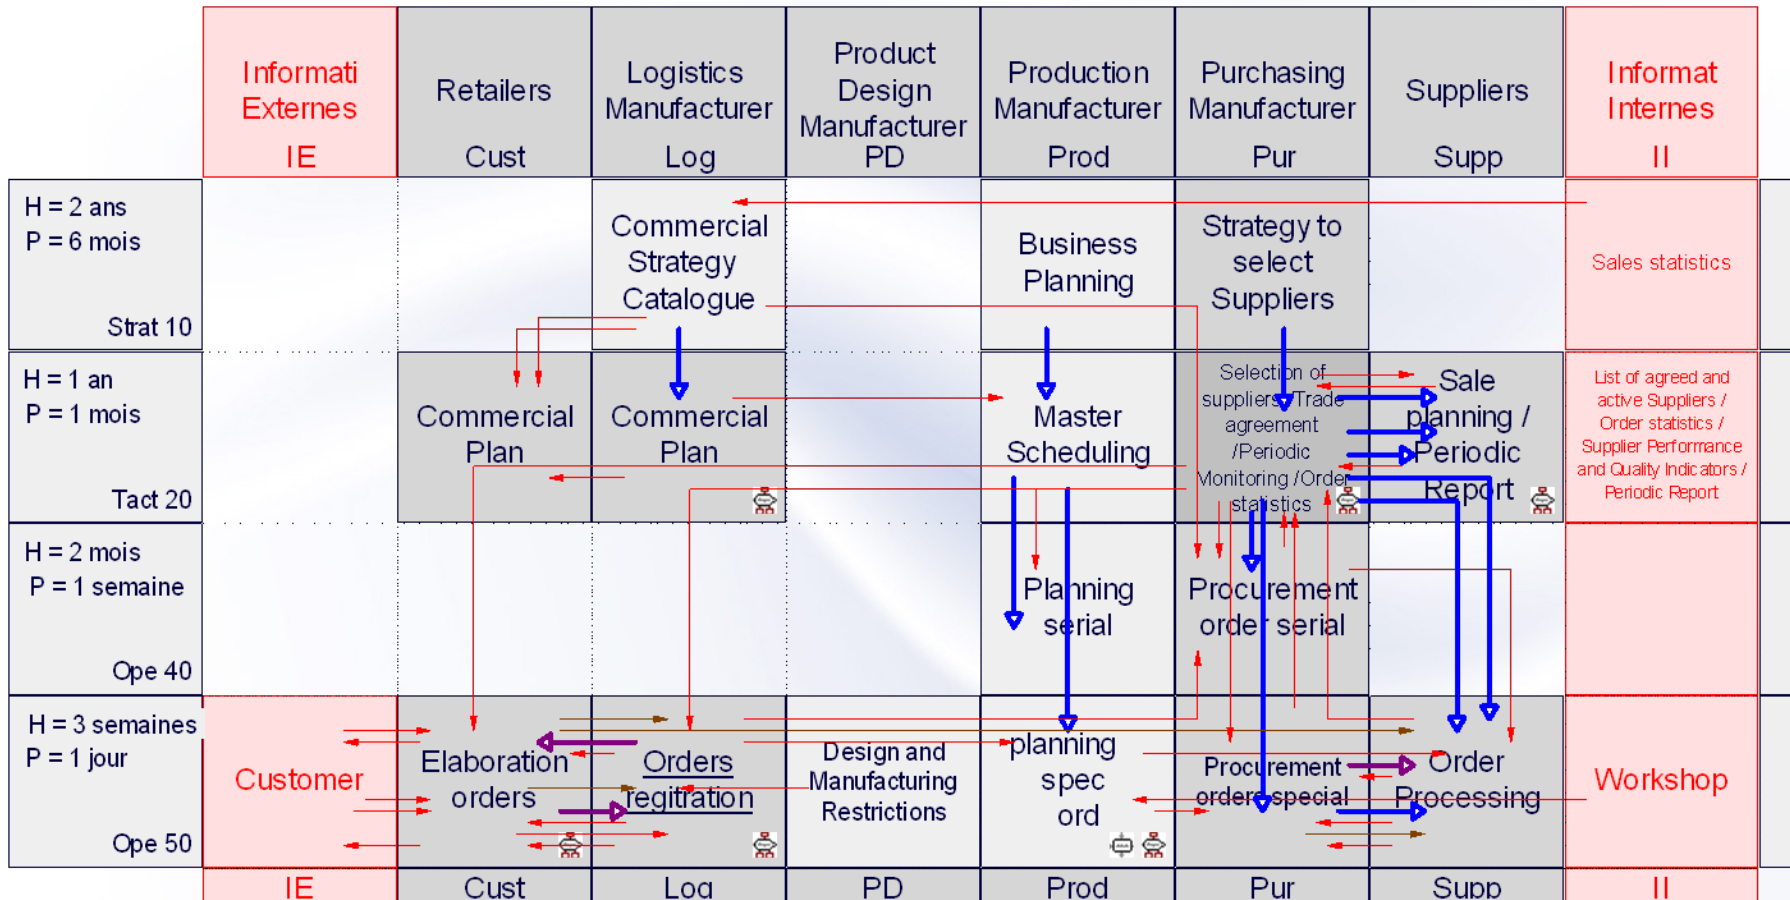 Informati
Externes
IE
Retailers
Cust
Logistics
Manufacturer
Log
Product
Design
Manufacturer
PD
Production
Manufacturer
Prod
Purchasing
Manufacturer
Pur
Suppliers
Supp
Informat
Internes
II
H = 2 ans
P = 6 mois
Strat 10
Commercial
Strategy
Catalogue
Business
Planning
Strategy to
select
Suppliers
Sales statistics
H = 1 an
P = 1 mois
Tact 20
Commercial
Plan
Commercial
Plan
Master
Scheduling
Selection of
suppliers /Trade
agreement
/Periodic
Monitoring /Order
statistics
Sale
planning /
Periodic
Report
List of agreed and
active Suppliers /
Order statistics /
Supplier Performance
and Quality Indicators /
Periodic Report
H = 2 mois
P = 1 semaine
Ope 40
Planning
serial
Procurement
order serial
H = 3 semaines
P = 1 jour
Ope 50
Customer
Elaboration
orders
Orders
regitration
Design and
Manufacturing
Restrictions
planning
spec
ord
Procurement
orders special
Order
Processing
Workshop
IE
Cust
Log
PD
Prod
Pur
Supp
II